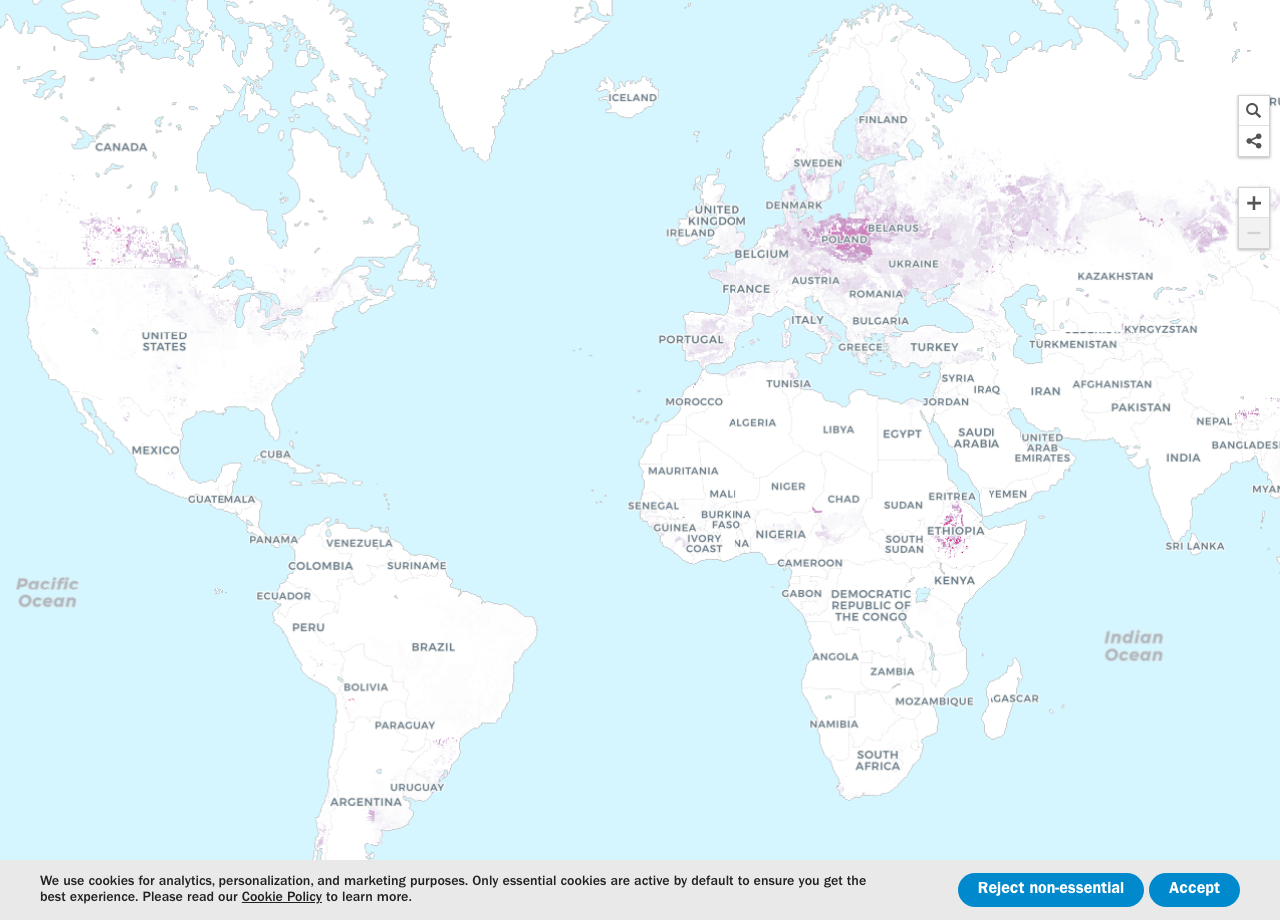 ICELAND
RU
FINLAND
CANADA
SWEDEN
DENMARK
UNITED
KINGDOM
IRELAND
BELARUS
POLAND
BELGIUM
UKRAINE
KAZAKHSTAN
AUSTRIA
FRANCE
ROMANIA
ITALY
BULGARIA
KYRGYZSTAN
UNITED
STATES
PORTUGAL
GREECE
TURKEY
TURKMENISTAN
SYRIA
TUNISIA
IRAQ
IRAN
AFGHANISTAN
MOROCCO
JORDAN
PAKISTAN
ALGERIA
LIBYA
EGYPT
SAUDI
ARABIA
NEPAL
UNITED
ARAB
EMIRATES
BANGLADES
INDIA
MEXICO
CUBA
MAURITANIA
NIGER
MALI
CHAD
ERITREA
YEMEN
MYAN
GUATEMALA
SENEGAL
SUDAN
BURKINA
FASO
GUINEA
NIGERIA
ETHIOPIA
IVORY
COAST
NA
PANAMA
VENEZUELA
SOUTH
SUDAN
SRI LANKA
COLOMBIA
SURINAME
CAMEROON
KENYA
Pacific
Ocean
ECUADOR
GABON
DEMOCRATIC
REPUBLIC OF
THE CONGO
PERU
BRAZIL
Indian
Ocean
ANGOLA
ZAMBIA
BOLIVIA
MOZAMBIQUE
GASCAR
PARAGUAY
NAMIBIA
SOUTH
AFRICA
URUGUAY
ARGENTINA
We use cookies for analytics, personalization, and marketing purposes. Only essential cookies are active by default to ensure you get the
best experience. Please read our Cookie Policy to learn more.
Reject non-essential
Accept